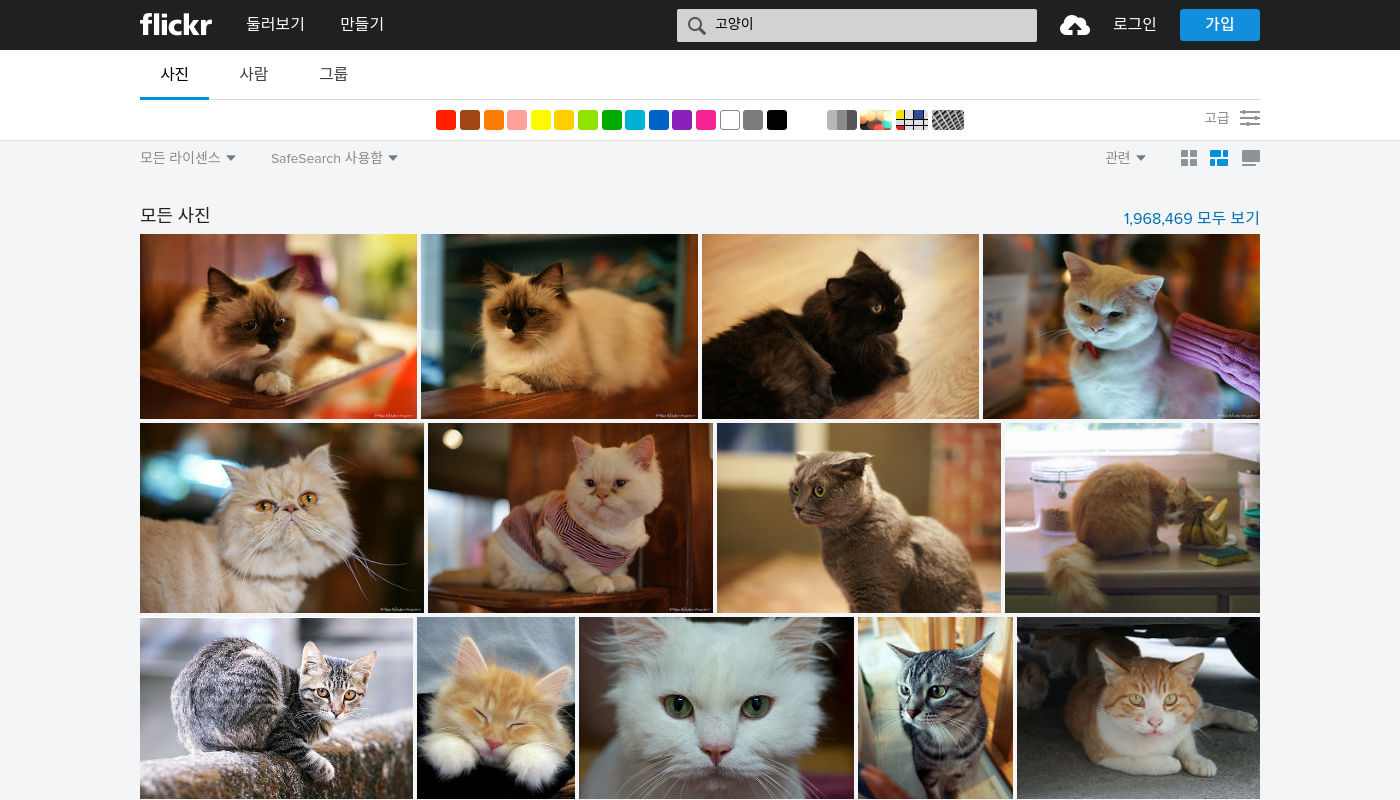 flickr 둘러보기 만들기 고양이 로그인 가입
사진 사람 그룹
고급
모든 라이센스 SafeSearch 사용함 관련
모든 사진 1,968,469 모두 보기